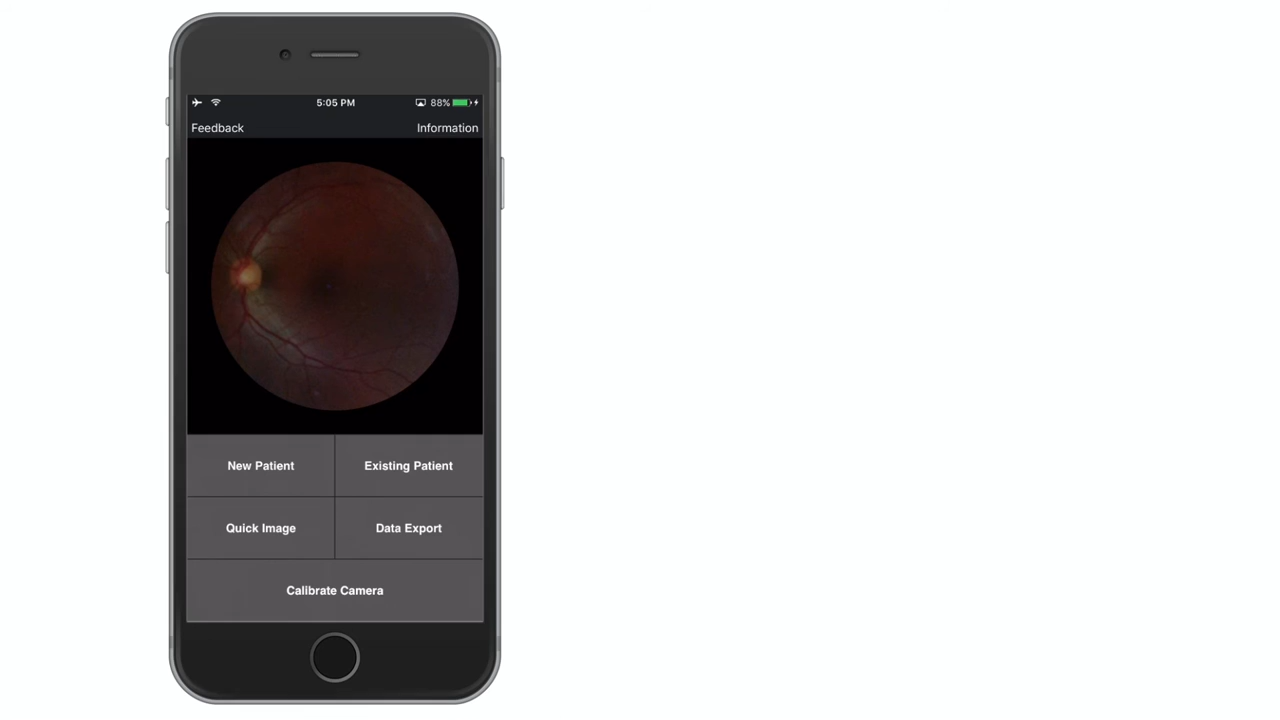 5:05 PM 88%
Feedback Information
New Patient Existing Patient
Quick Image Data Export
Calibrate Camera